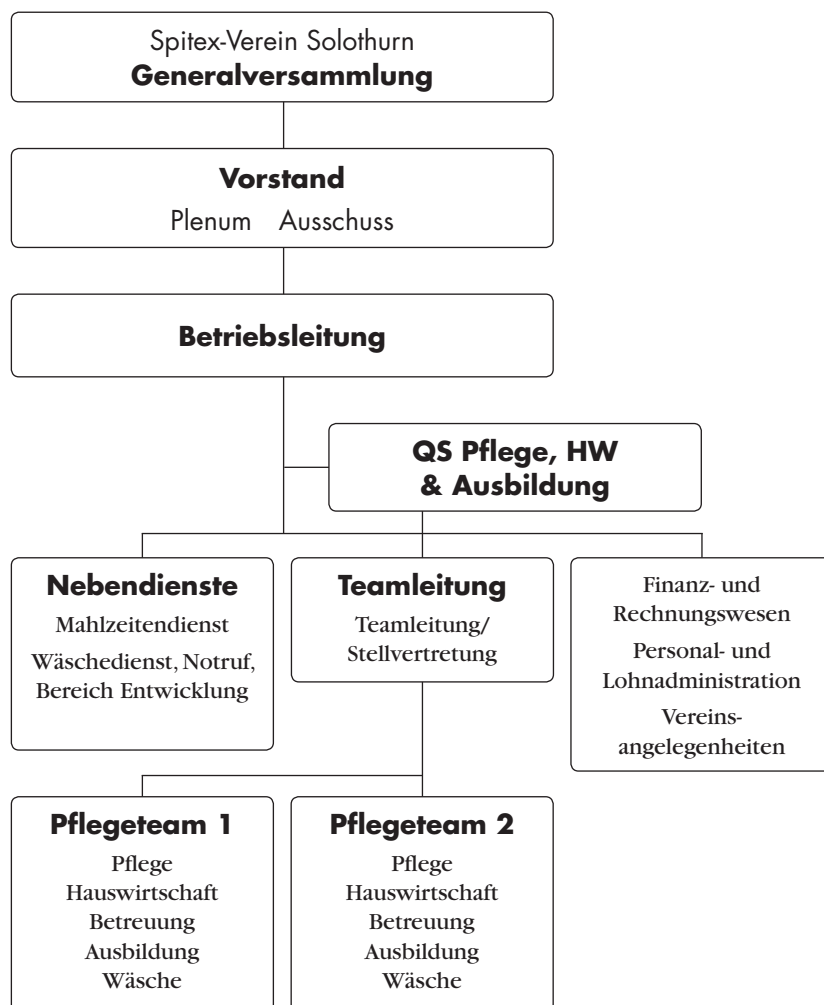 Spitex-Verein Solothurn
Generalversammlung
Vorstand
Plenum Ausschuss
Betriebsleitung
QS Pflege, HW
& Ausbildung
Nebendienste
Mahlzeitendienst
Wäschedienst, Notruf,
Bereich Entwicklung
Teamleitung
Teamleitung/
Stellvertretung
Finanz- und
Rechnungswesen
Personal- und
Lohnadministration
Vereins-
angelegenheiten
Pflegeteam 1
Pflege
Hauswirtschaft
Betreuung
Ausbildung
Wäsche
Pflegeteam 2
Pflege
Hauswirtschaft
Betreuung
Ausbildung
Wäsche